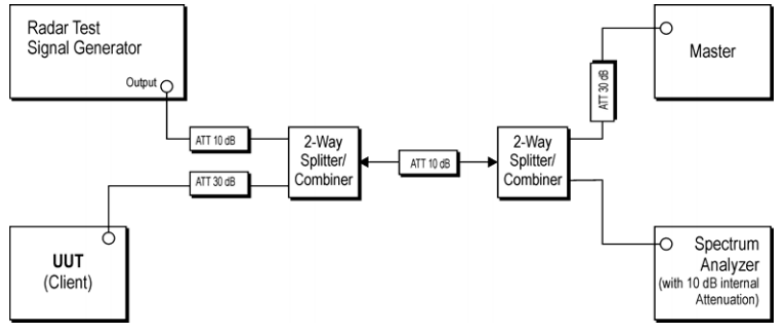 Radar Test
Signal Generator
Output
ATT 10 dB
ATT 30 dB
UUT
(Client)
2-Way
Splitter/
Combiner
ATT 10 dB
2-Way
Splitter/
Combiner
ATT 30 dB
Master
Spectrum
Analyzer
(with 10 dB internal
Attenuation)